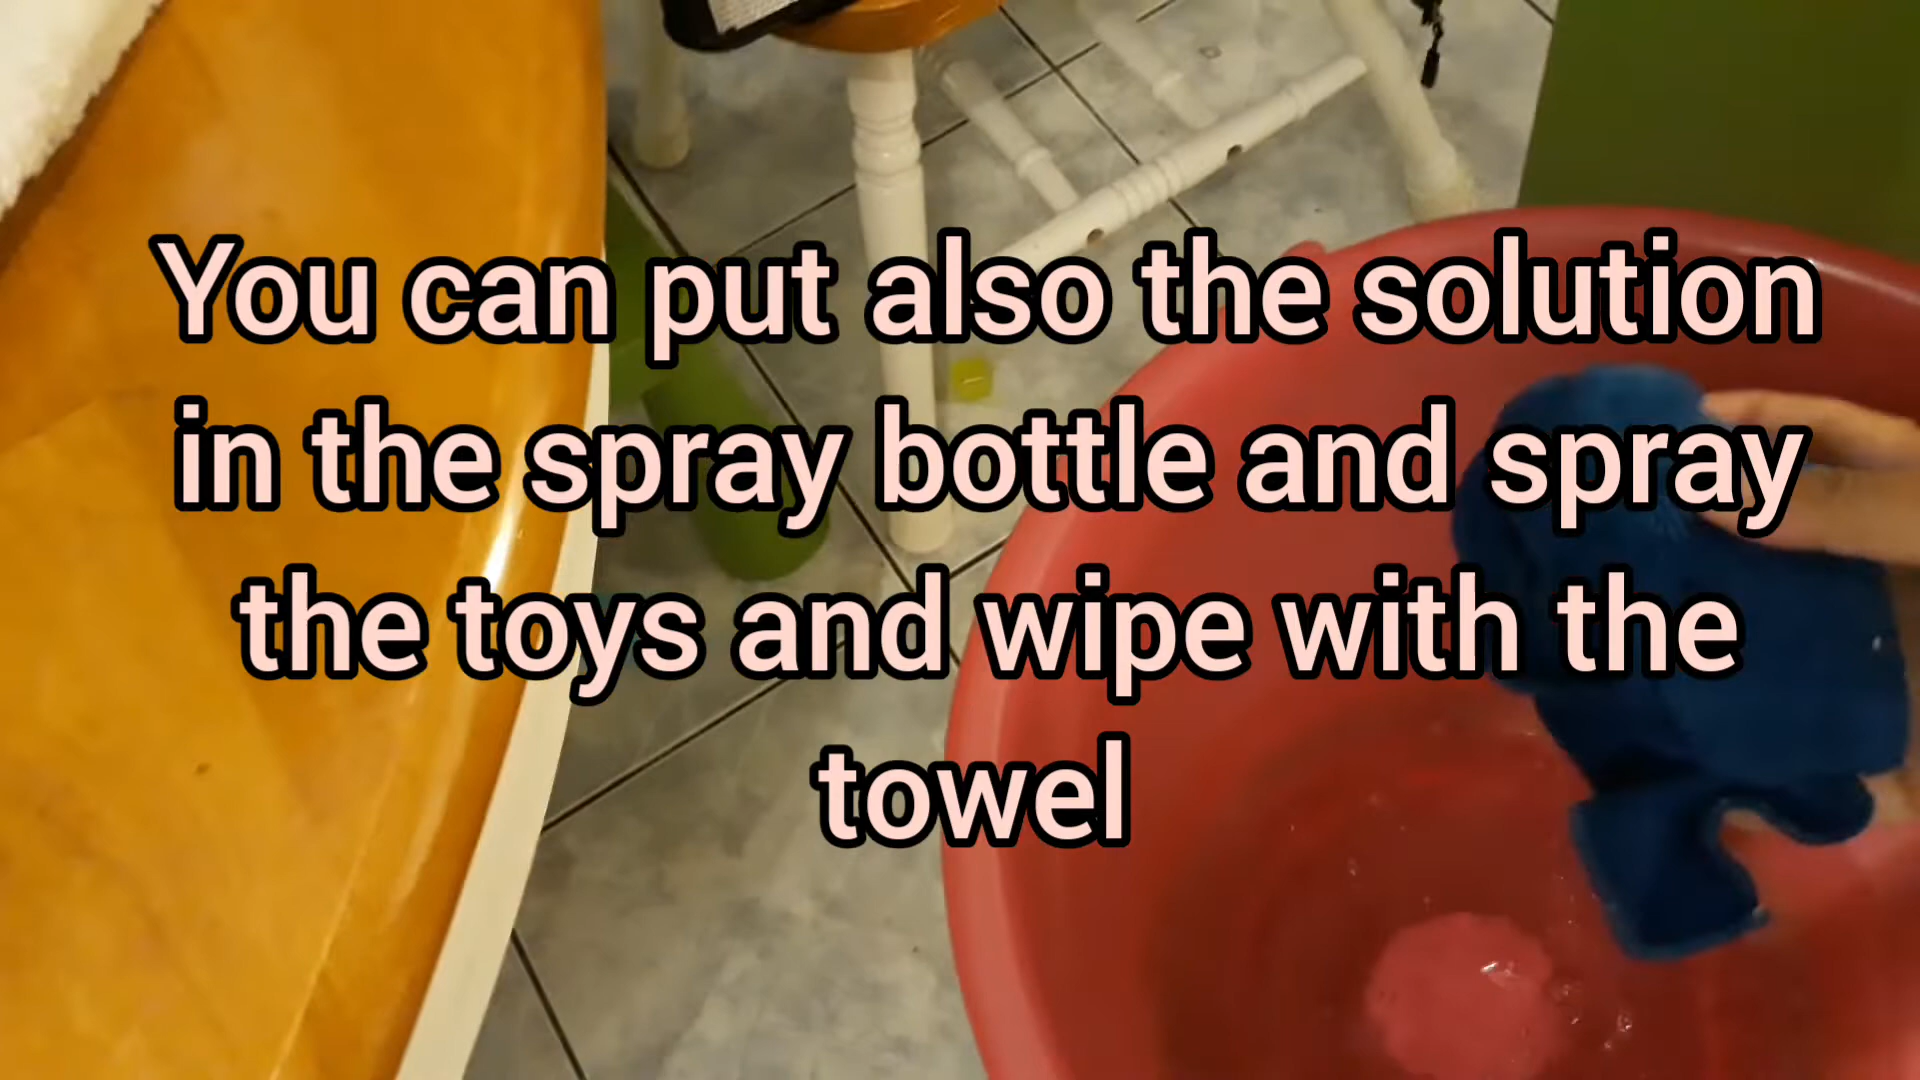 You can put also the solution
in the spray bottle and spray
the toys and wipe with the
towel